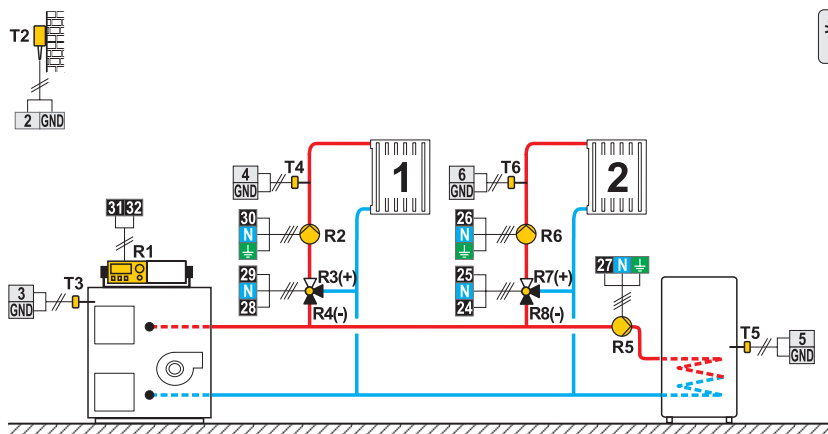 T2
2 GND
4
GND
T4
1
6
GND
T6
2
31 32
R1
30
N
R2
26
N
R6
27 N
3
GND
T3
29
N
28
R3(+)
R4(-)
25
N
24
R7(+)
R8(-)
R5
T5
5
GND